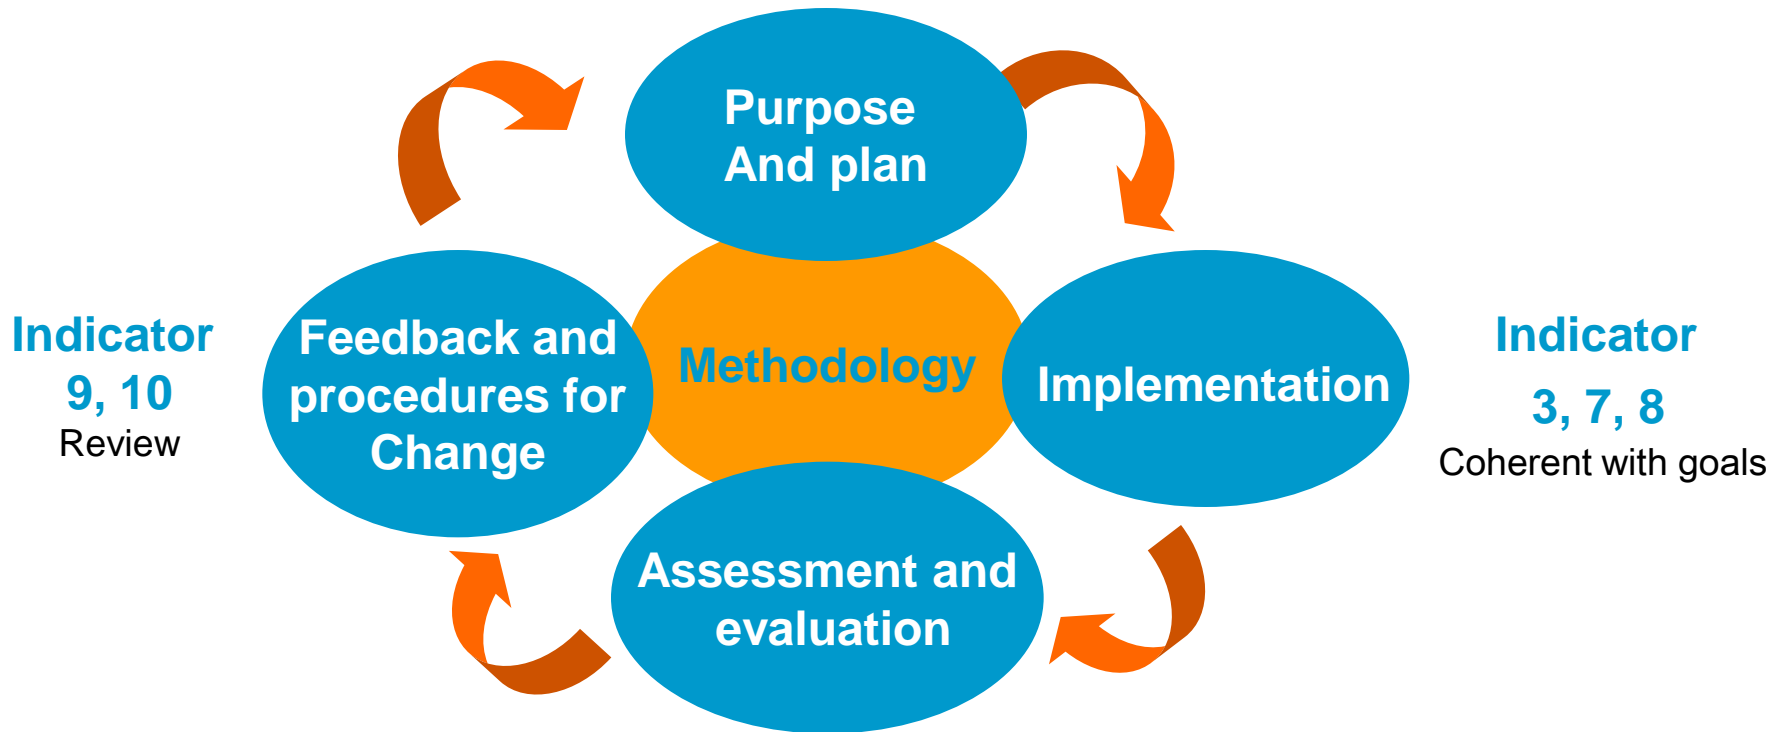 Purpose
And plan
Indicator
9, 10
Review
Feedback and
procedures for
Change
Methodology
Implementation
Indicator
3, 7, 8
Coherent with goals
Assessment and
evaluation